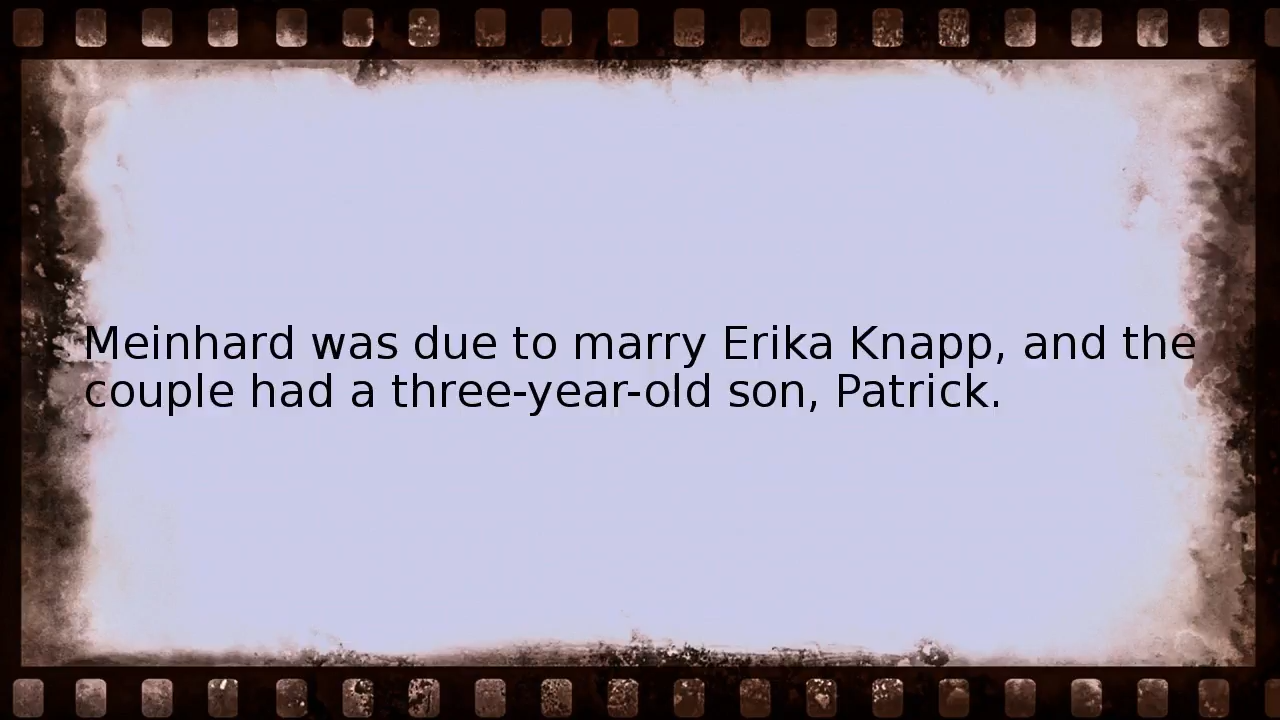 Meinhard was due to marry Erika Knapp, and the
couple had a three-year-old son, Patrick.